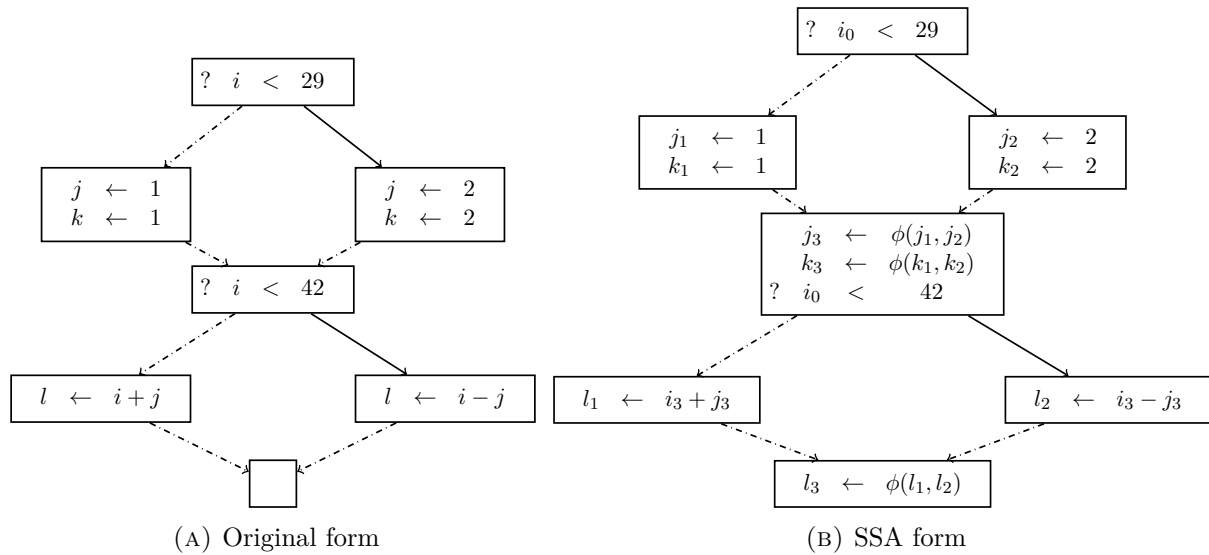 ? i < 29
j ← 1
k ← 1
j ← 2
k ← 2
? i < 42
l ← i + j
l ← i − j
(A) Original form
? i₀ < 29
j₁ ← 1
k₁ ← 1
j₂ ← 2
k₂ ← 2
j₃ ← ϕ(j₁, j₂)
k₃ ← ϕ(k₁, k₂)
? i₀ < 42
l₁ ← i₃ + j₃
l₂ ← i₃ − j₃
l₃ ← ϕ(l₁, l₂)
(B) SSA form